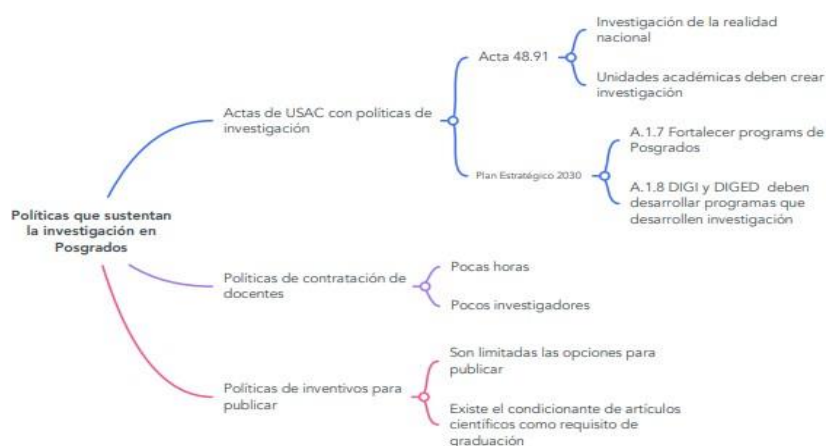 Políticas que sustentan
la investigación en
Posgrados
Actas de USAC con políticas de
investigación
Acta 48.91
Investigación de la realidad
nacional
Unidades académicas deben crear
investigación
Plan Estratégico 2030
A.1.7 Fortalecer programs de
Posgrados
A.1.8 DIGI y DIGED deben
desarrollar programas que
desarrollen investigación
Políticas de contratación de
docentes
Pocas horas
Pocos investigadores
Políticas de inventivos para
publicar
Son limitadas las opciones para
publicar
Existe el condicionante de artículos
científicos como requisito de
graduación